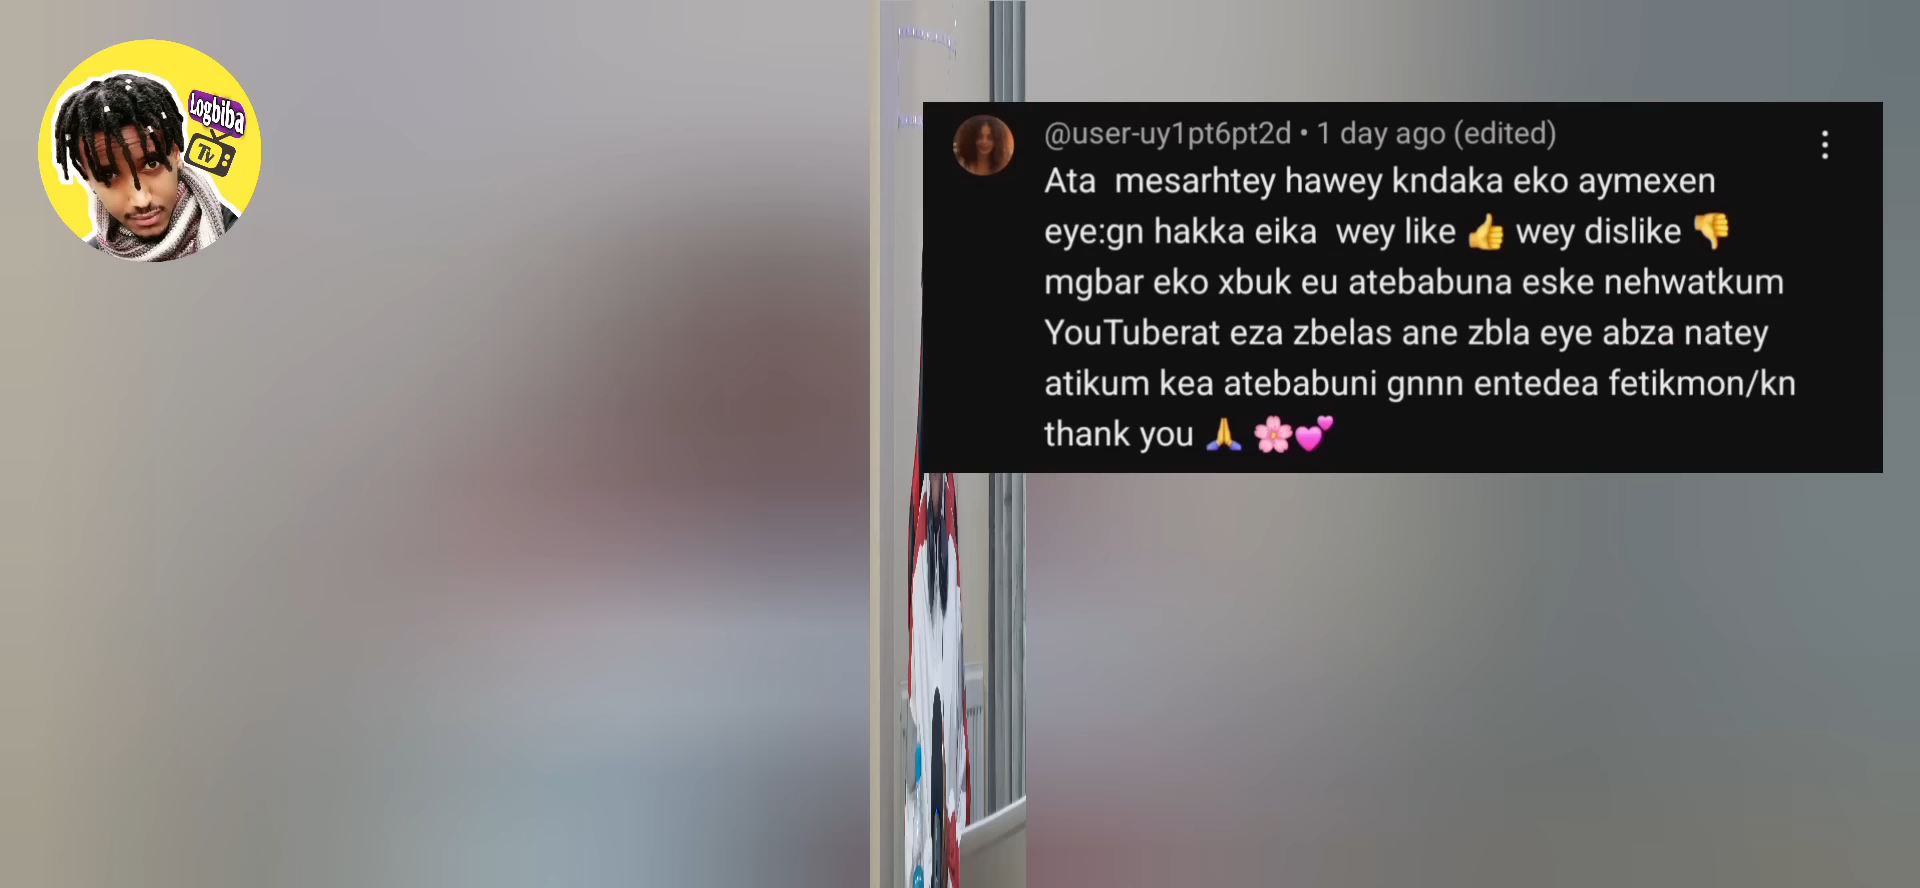 Logbiba
Tv
@user-uy1pt6pt2d • 1 day ago (edited)
Ata mesarhtey hawey kndaka eko aymexen
eye:gn hakka eika wey like 👍 wey dislike 👎
mgbar eko xbuk eu atebabuna eske nehwatkum
YouTuberat eza zbelas ane zbla eye abza natey
atikum kea atebabuni gnnn entedea fetikmon/kn
thank you 🙏 🌸💕